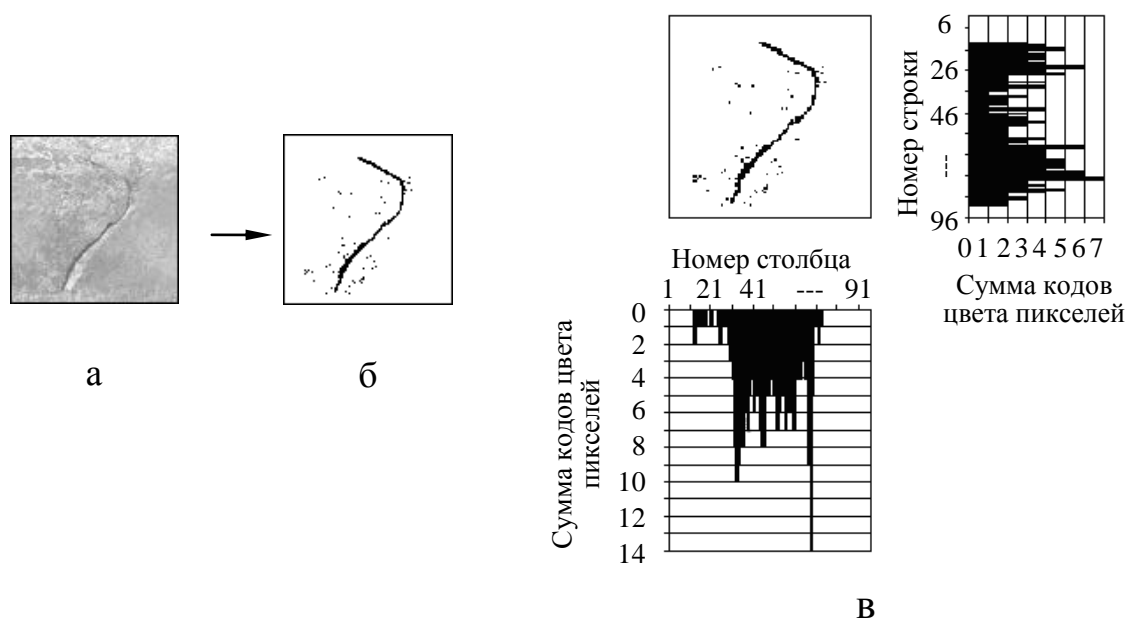 а
б
Номер строки
6
26
46
---
96
0 1 2 3 4 5 6 7
Сумма кодов
цвета пикселей
Номер столбца
1 21 41 --- 91
Сумма кодов цвета
пикселей
0
2
4
6
8
10
12
14
в